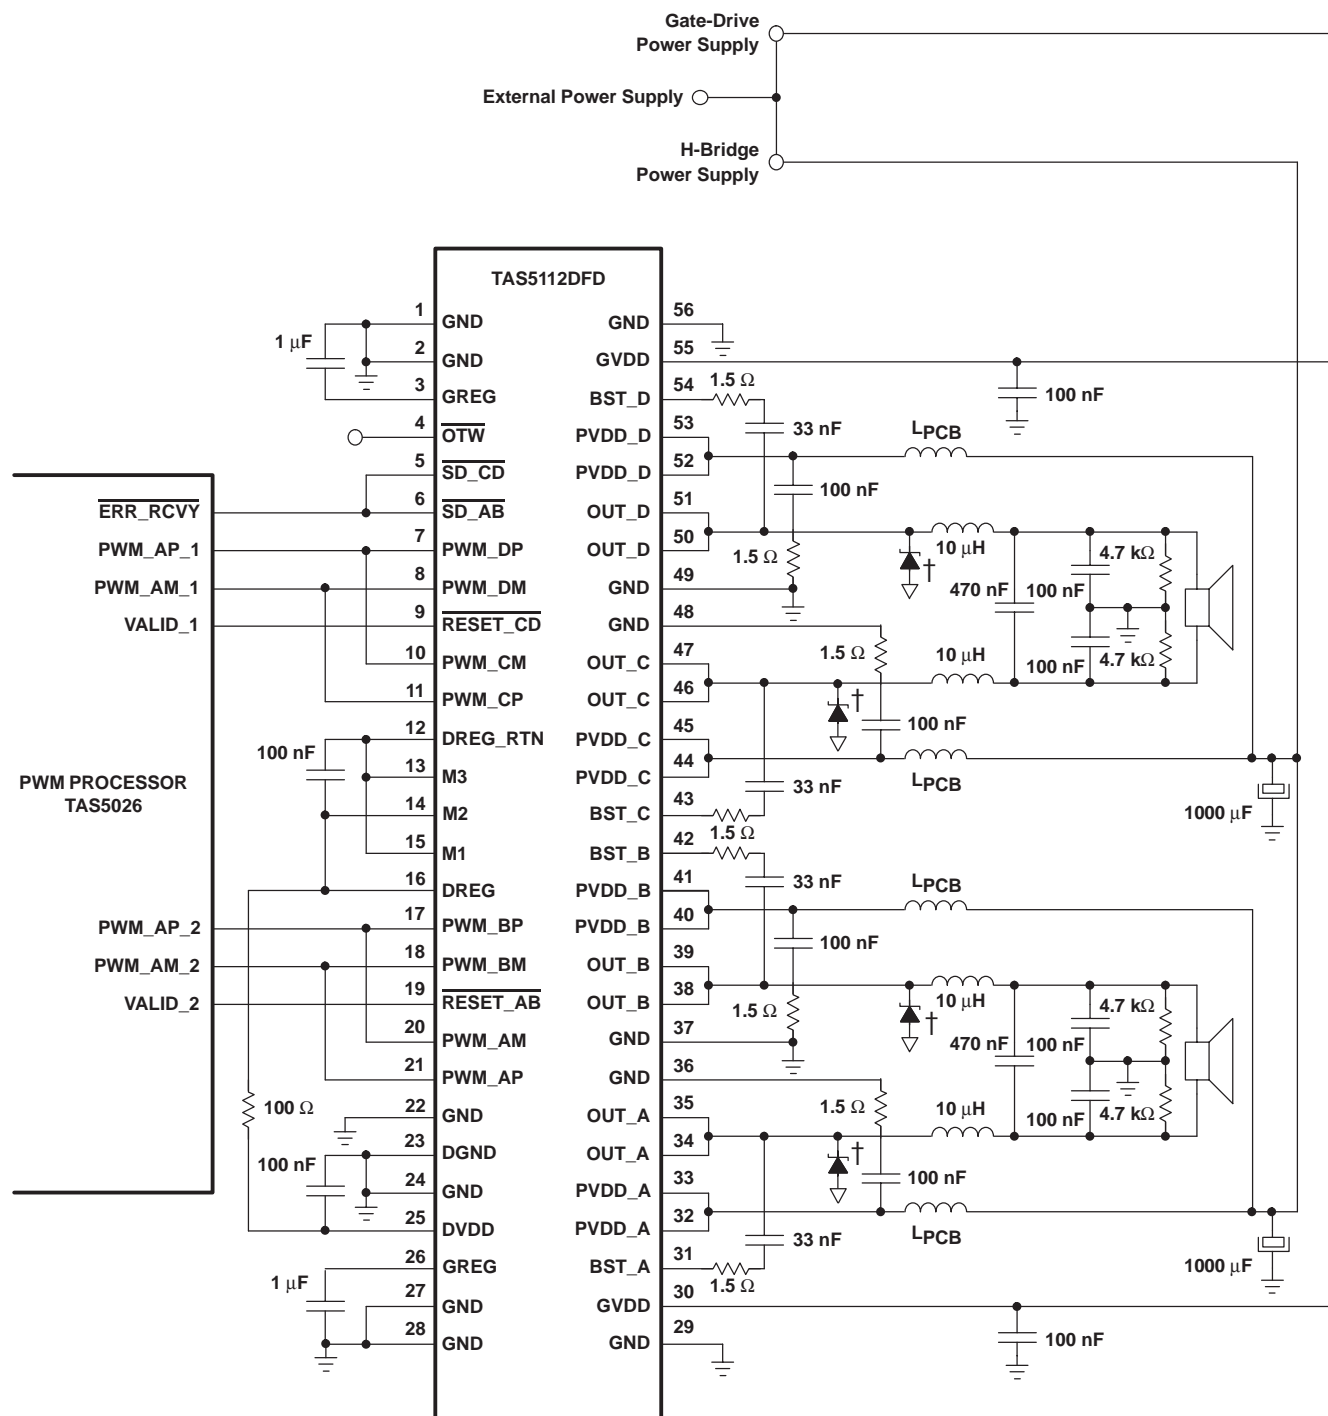 Gate-Drive
Power Supply
External Power Supply
H-Bridge
Power Supply
TAS5112DFD
1 GND
2 GND
3 GREG
4 OTW
5 SD_CD
6 SD_AB
7 PWM_DP
8 PWM_DM
9 RESET_CD
10 PWM_CM
11 PWM_CP
12 DREG_RTN
13 M3
14 M2
15 M1
16 DREG
17 PWM_BP
18 PWM_BM
19 RESET_AB
20 PWM_AM
21 PWM_AP
22 GND
23 DGND
24 GND
25 DVDD
26 GREG
27 GND
28 GND
GND 56
GVDD 55
BST_D 54
PVDD_D 53
PVDD_D 52
OUT_D 51
OUT_D 50
GND 49
GND 48
OUT_C 47
OUT_C 46
PVDD_C 45
PVDD_C 44
BST_C 43
BST_B 42
PVDD_B 41
PVDD_B 40
OUT_B 39
OUT_B 38
GND 37
GND 36
OUT_A 35
OUT_A 34
PVDD_A 33
PVDD_A 32
BST_A 31
GVDD 30
GND 29
ERR_RCVY
PWM_AP_1
PWM_AM_1
VALID_1
PWM PROCESSOR
TAS5026
PWM_AP_2
PWM_AM_2
VALID_2
1 μF
100 nF
100 Ω
100 nF
1 μF
1.5 Ω
100 nF
33 nF
LPCB
100 nF
1.5 Ω
†
10 μH
470 nF
100 nF
4.7 kΩ
1.5 Ω
†
10 μH
100 nF
4.7 kΩ
100 nF
LPCB
33 nF
1.5 Ω
1000 μF
33 nF
LPCB
100 nF
1.5 Ω
†
10 μH
470 nF
100 nF
4.7 kΩ
1.5 Ω
†
10 μH
100 nF
4.7 kΩ
100 nF
LPCB
33 nF
1.5 Ω
1000 μF
100 nF